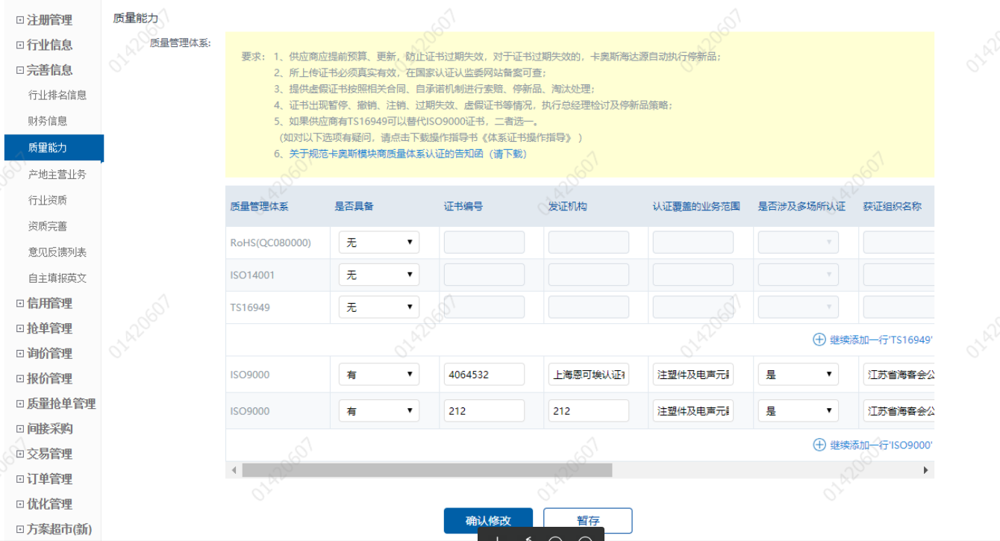 注册管理
行业信息
完善信息
行业排名信息
财务信息
质量能力
产地主营业务
行业资质
资质完善
意见反馈列表
自主填报英文
信用管理
抢单管理
询价管理
报价管理
质量抢单管理
间接采购
交易管理
订单管理
优化管理
方案超市(新)
质量能力
质量管理体系:
要求: 1、供应商应提前预算、更新,防止证书过期失效,对于证书过期失效的,卡奥斯海达源自动执行停新品;
2、所上传证书必须真实有效,在国家认证认监委网站备案可查;
3、提供虚假证书按照相关合同、自承诺机制进行索赔、停新品、淘汰处理;
4、证书出现暂停、撤销、注销、过期失效、虚假证书等情况,执行总经理检讨及停新品策略;
5、如果供应商有TS16949可以替代ISO9000证书,二者选一。
(如对以下选项有疑问,请点击下载操作指导书《体系证书操作指导》 )
6、关于规范卡奥斯模块商质量体系认证的告知函(请下载)
质量管理体系 是否具备 证书编号 发证机构 认证覆盖的业务范围 是否涉及多场所认证 获证组织名称
RoHS(QC080000) 无
ISO14001 无
TS16949 无
继续添加一行'TS16949'
ISO9000 有 4064532 上海恩可埃认证 注塑件及电声元 是 江苏省海客会公
ISO9000 有 212 212 注塑件及电声元 是 江苏省海客会公
继续添加一行'ISO9000'
确认修改 暂存
01420607